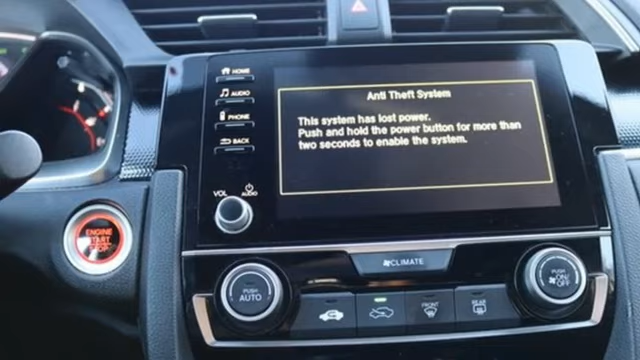 HOME
AUDIO
PHONE
BACK
VOL
AUDIO
Anti Theft System
This system has lost power.
Push and hold the power button for more than
two seconds to enable the system.
ENGINE
START
STOP
CLIMATE
PUSH
AUTO
PUSH
ON/
OFF
FRONT
REAR